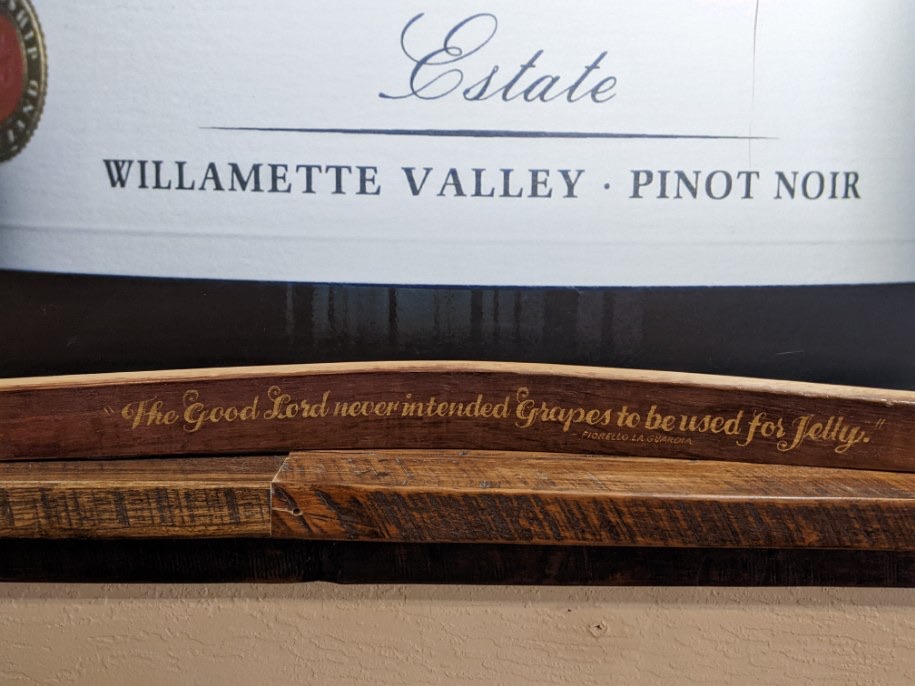 SHIP
Estate
WILLAMETTE VALLEY · PINOT NOIR
"The Good Lord never intended Grapes to be used for Jelly."
- FIORELLO LA GUARDIA